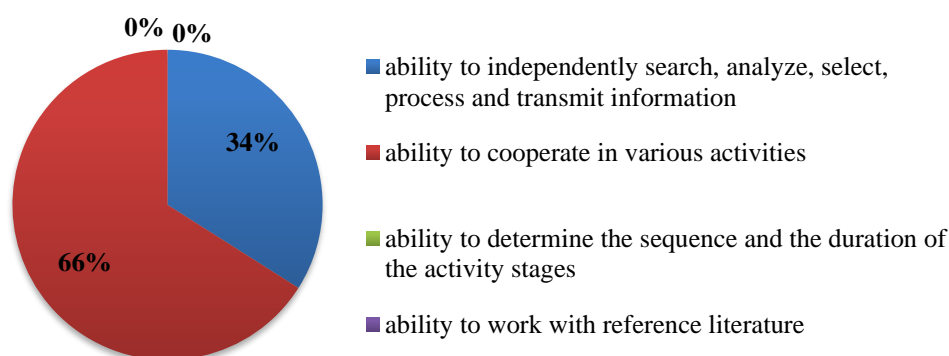 0% 0%
34%
66%
ability to independently search, analyze, select,
process and transmit information
ability to cooperate in various activities
ability to determine the sequence and the duration of
the activity stages
ability to work with reference literature